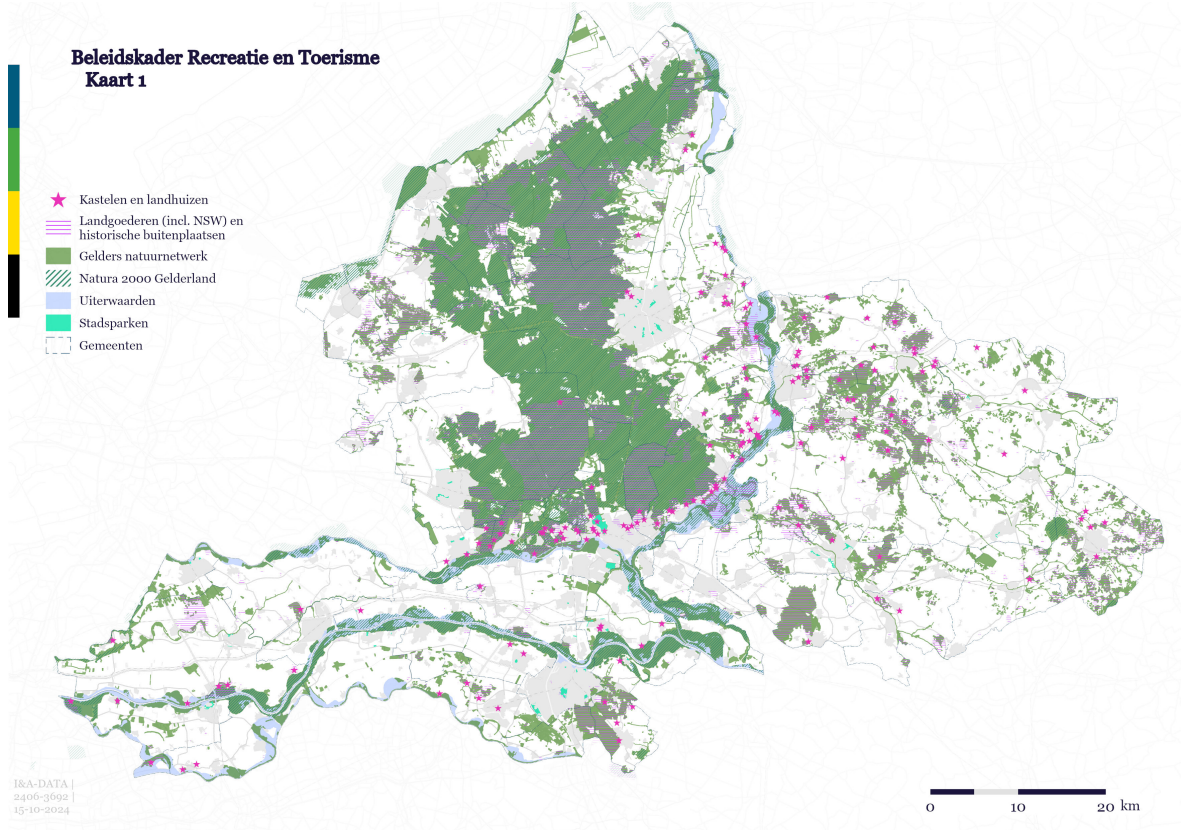 Beleidskader Recreatie en Toerisme
Kaart 1
Kastelen en landhuizen
Landgoederen (incl. NSW) en
historische buitenplaatsen
Gelders natuurnetwerk
Natura 2000 Gelderland
Uiterwaarden
Stadsparken
Gemeenten
I&A-DATA |
2406-3692 |
15-10-2024
0 10 20 km